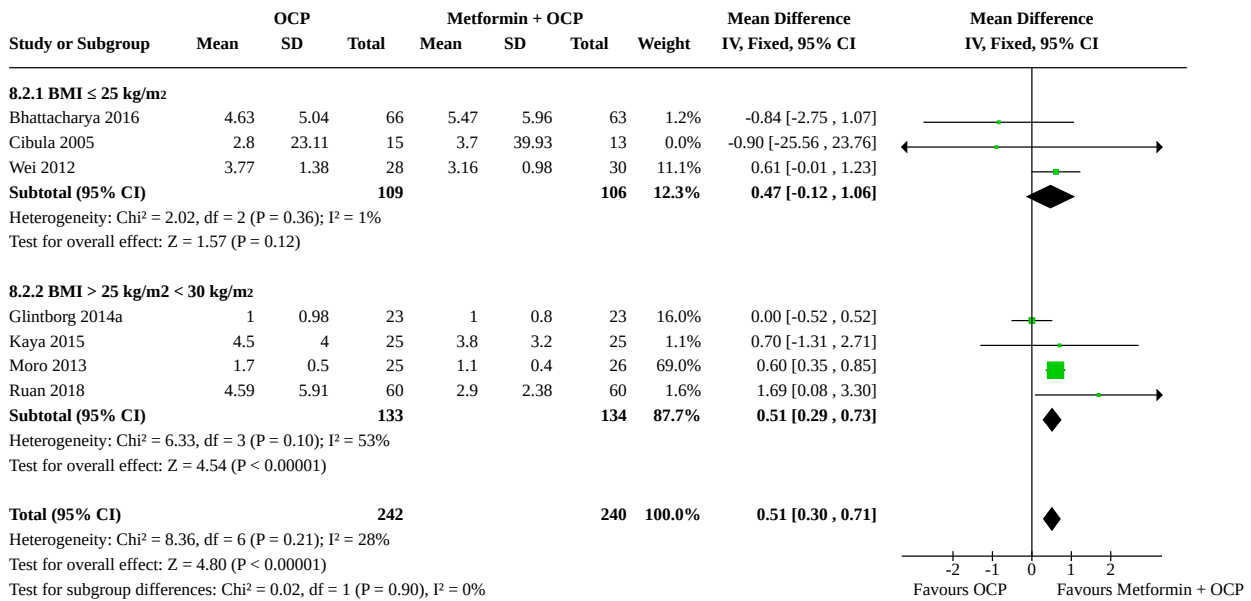 OCP Metformin + OCP Mean Difference Mean Difference
Study or Subgroup Mean SD Total Mean SD Total Weight IV, Fixed, 95% CI IV, Fixed, 95% CI
8.2.1 BMI ≤ 25 kg/m2
Bhattacharya 2016 4.63 5.04 66 5.47 5.96 63 1.2% -0.84 [-2.75 , 1.07]
Cibula 2005 2.8 23.11 15 3.7 39.93 13 0.0% -0.90 [-25.56 , 23.76]
Wei 2012 3.77 1.38 28 3.16 0.98 30 11.1% 0.61 [-0.01 , 1.23]
Subtotal (95% CI) 109 106 12.3% 0.47 [-0.12 , 1.06]
Heterogeneity: Chi² = 2.02, df = 2 (P = 0.36); I² = 1%
Test for overall effect: Z = 1.57 (P = 0.12)
8.2.2 BMI > 25 kg/m2 < 30 kg/m2
Glintborg 2014a 1 0.98 23 1 0.8 23 16.0% 0.00 [-0.52 , 0.52]
Kaya 2015 4.5 4 25 3.8 3.2 25 1.1% 0.70 [-1.31 , 2.71]
Moro 2013 1.7 0.5 25 1.1 0.4 26 69.0% 0.60 [0.35 , 0.85]
Ruan 2018 4.59 5.91 60 2.9 2.38 60 1.6% 1.69 [0.08 , 3.30]
Subtotal (95% CI) 133 134 87.7% 0.51 [0.29 , 0.73]
Heterogeneity: Chi² = 6.33, df = 3 (P = 0.10); I² = 53%
Test for overall effect: Z = 4.54 (P < 0.00001)
Total (95% CI) 242 240 100.0% 0.51 [0.30 , 0.71]
Heterogeneity: Chi² = 8.36, df = 6 (P = 0.21); I² = 28%
Test for overall effect: Z = 4.80 (P < 0.00001)
-2 -1 0 1 2
Test for subgroup differences: Chi² = 0.02, df = 1 (P = 0.90), I² = 0% Favours OCP Favours Metformin + OCP